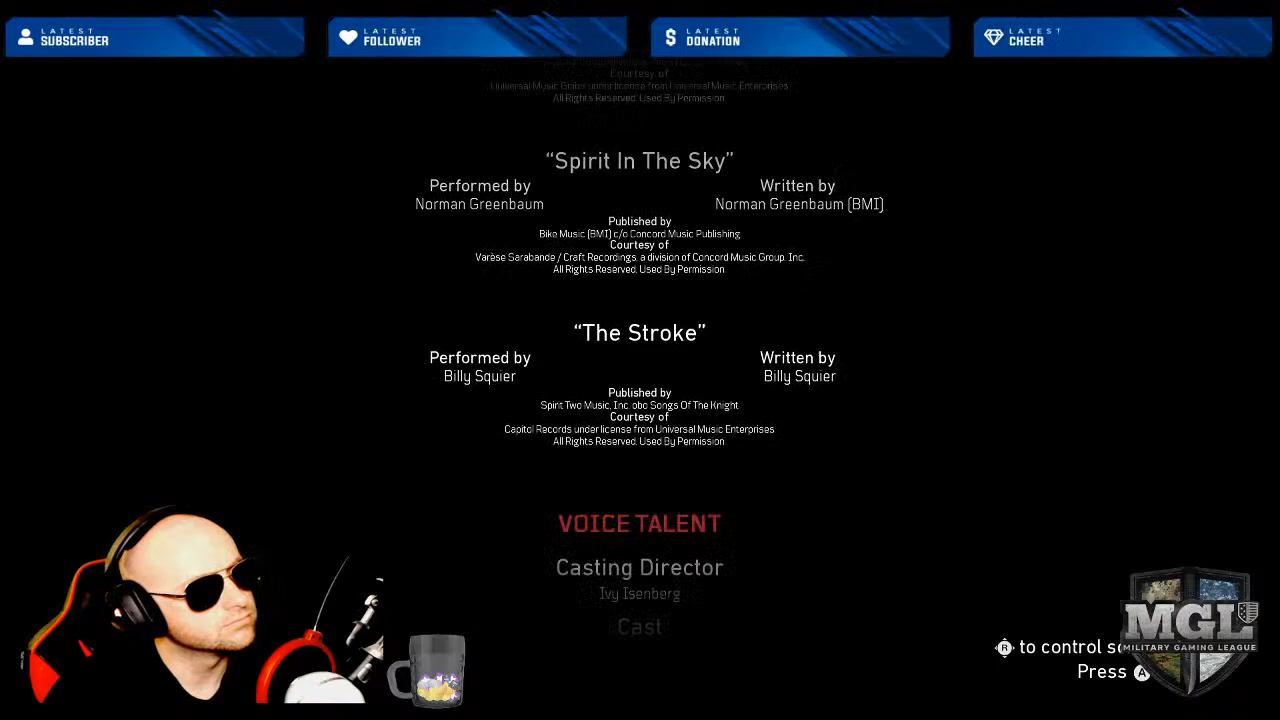 LATEST
SUBSCRIBER
LATEST
FOLLOWER
LATEST
DONATION
LATEST
CHEER
Courtesy of
Universal Music Enterprises
All Rights Reserved. Used By Permission
“Spirit In The Sky”
Performed by
Norman Greenbaum
Written by
Norman Greenbaum (BMI)
Published by
Bike Music (BMI) c/o Concord Music Publishing
Courtesy of
Varèse Sarabande / Craft Recordings, a division of Concord Music Group, Inc.
All Rights Reserved. Used By Permission
“The Stroke”
Performed by
Billy Squier
Written by
Billy Squier
Published by
Spirit Two Music, Inc. obo Songs Of The Knight
Courtesy of
Capitol Records under license from Universal Music Enterprises
All Rights Reserved. Used By Permission
VOICE TALENT
Casting Director
Ivy Isenberg
Cast
R to control
Press A
MGL
MILITARY GAMING LEAGUE